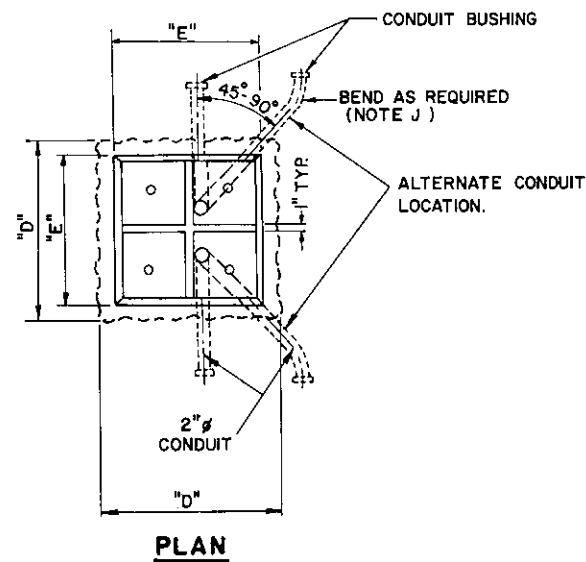 "E"
CONDUIT BUSHING
45°-90°
BEND AS REQUIRED
(NOTE J)
"D"
"E"
1" TYP.
ALTERNATE CONDUIT
LOCATION.
2"ø
CONDUIT
"D"
PLAN